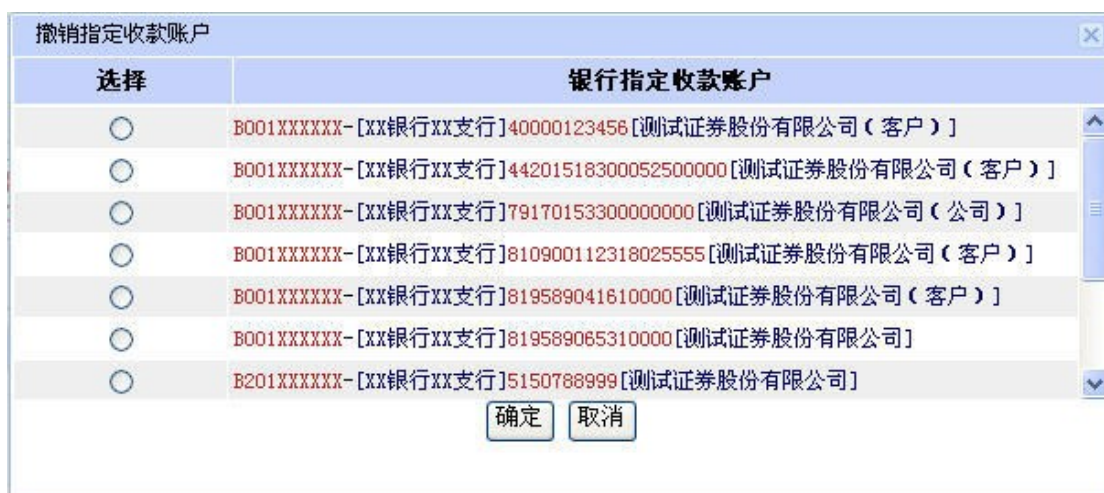 撤销指定收款账户
选择 银行指定收款账户
B001XXXXXX-[XX银行XX支行]40000123456[测试证券股份有限公司(客户)]
B001XXXXXX-[XX银行XX支行]44201518300052500000[测试证券股份有限公司(客户)]
B001XXXXXX-[XX银行XX支行]79170153300000000[测试证券股份有限公司(公司)]
B001XXXXXX-[XX银行XX支行]810900112318025555[测试证券股份有限公司(客户)]
B001XXXXXX-[XX银行XX支行]819589041610000[测试证券股份有限公司(客户)]
B001XXXXXX-[XX银行XX支行]819589065310000[测试证券股份有限公司]
B201XXXXXX-[XX银行XX支行]5150788999[测试证券股份有限公司]
确定 取消